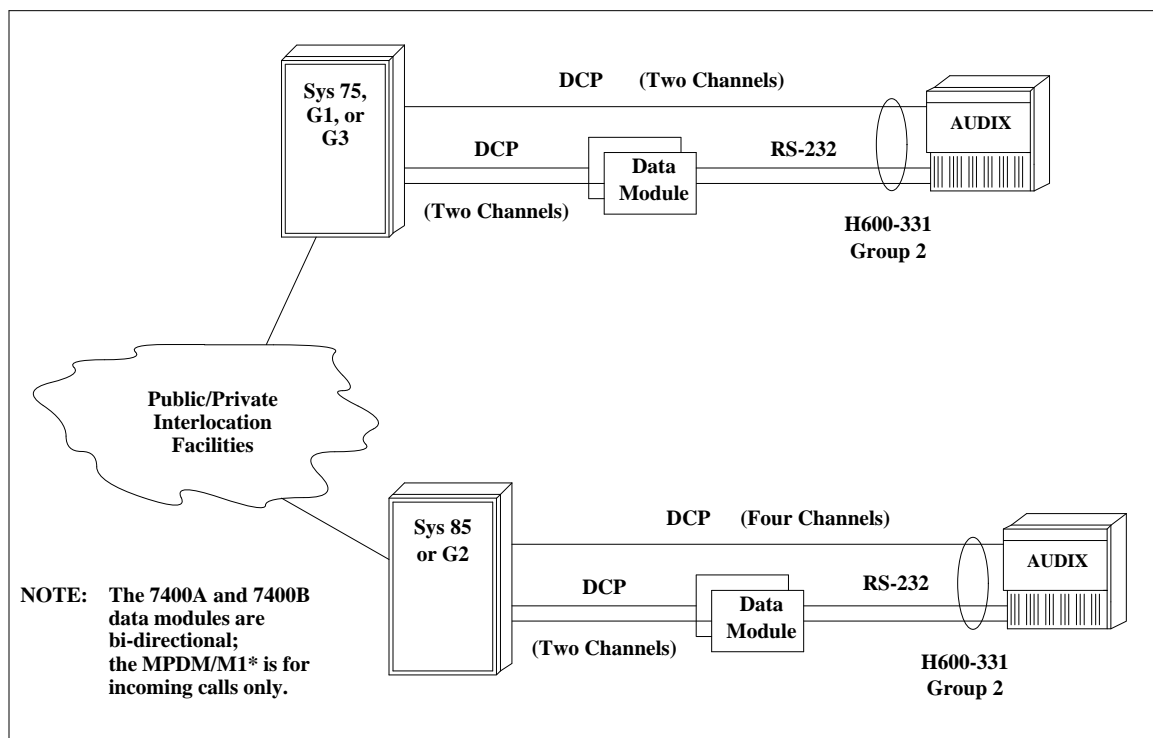 Sys 75,
G1, or
G3
DCP (Two Channels)
DCP
(Two Channels)
Data
Module
RS-232
AUDIX
H600-331
Group 2
Public/Private
Interlocation
Facilities
Sys 85
or G2
DCP (Four Channels)
DCP
(Two Channels)
Data
Module
RS-232
AUDIX
H600-331
Group 2
NOTE: The 7400A and 7400B
data modules are
bi-directional;
the MPDM/M1* is for
incoming calls only.